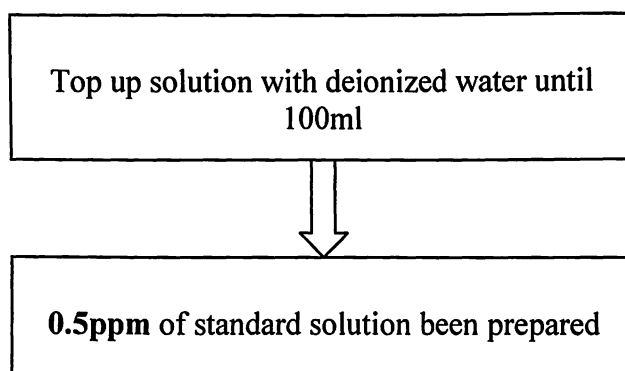 Top up solution with deionized water until
100ml
0.5ppm of standard solution been prepared